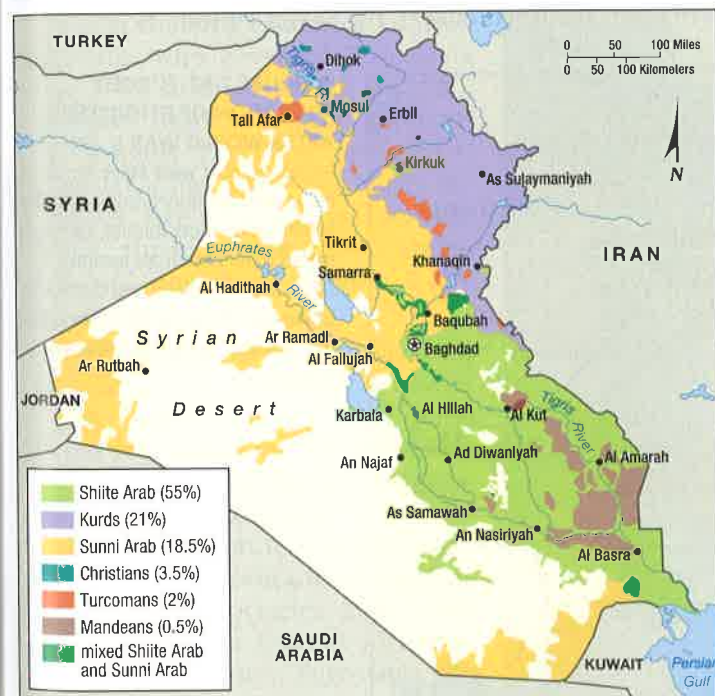 TURKEY
0 50 100 Miles
0 50 100 Kilometers
N
Dihok
Tigris
R.
Mosul
Tall Afar
Erbil
Kirkuk
As Sulaymaniyah
SYRIA
IRAN
Tikrit
Euphrates
River
Samarra
Khanaqin
Al Hadithah
Baqubah
Syrian
Ar Ramadi
Al Fallujah
Baghdad
Ar Rutbah
JORDAN
Desert
Karbala
Al Hillah
Al Kut
Tigris
River
An Najaf
Ad Diwaniyah
Al Amarah
As Samawah
An Nasiriyah
Al Basra
Shiite Arab (55%)
Kurds (21%)
Sunni Arab (18.5%)
Christians (3.5%)
Turcomans (2%)
Mandeans (0.5%)
mixed Shiite Arab
and Sunni Arab
SAUDI
ARABIA
KUWAIT
Persian
Gulf